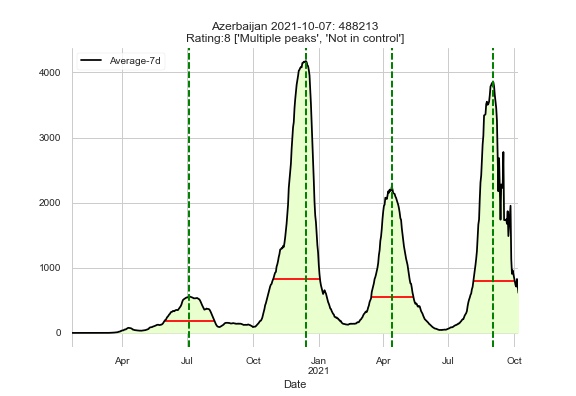 Azerbaijan 2021-10-07: 488213
Rating:8 ['Multiple peaks', 'Not in control']
Average-7d
4000
3000
2000
1000
0
Apr Jul Oct Jan Apr Jul Oct
2021
Date